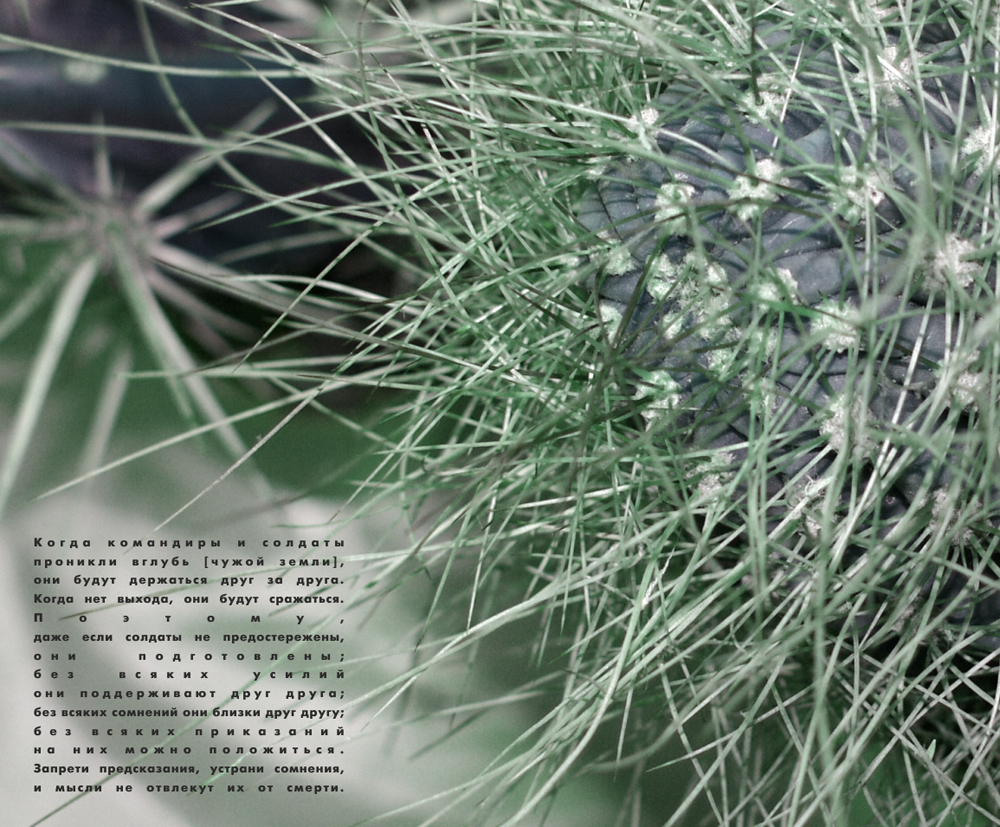 Когда командиры и солдаты
проникли вглубь [чужой земли],
они будут держаться друг за друга.
Когда нет выхода, они будут сражаться.
Поэтому,
даже если солдаты не предостережены,
они подготовлены;
без всяких усилий
они поддерживают друг друга;
без всяких сомнений они близки друг другу;
без всяких приказаний
на них можно положиться.
Запрети предсказания, устрани сомнения,
и мысли не отвлекут их от смерти.